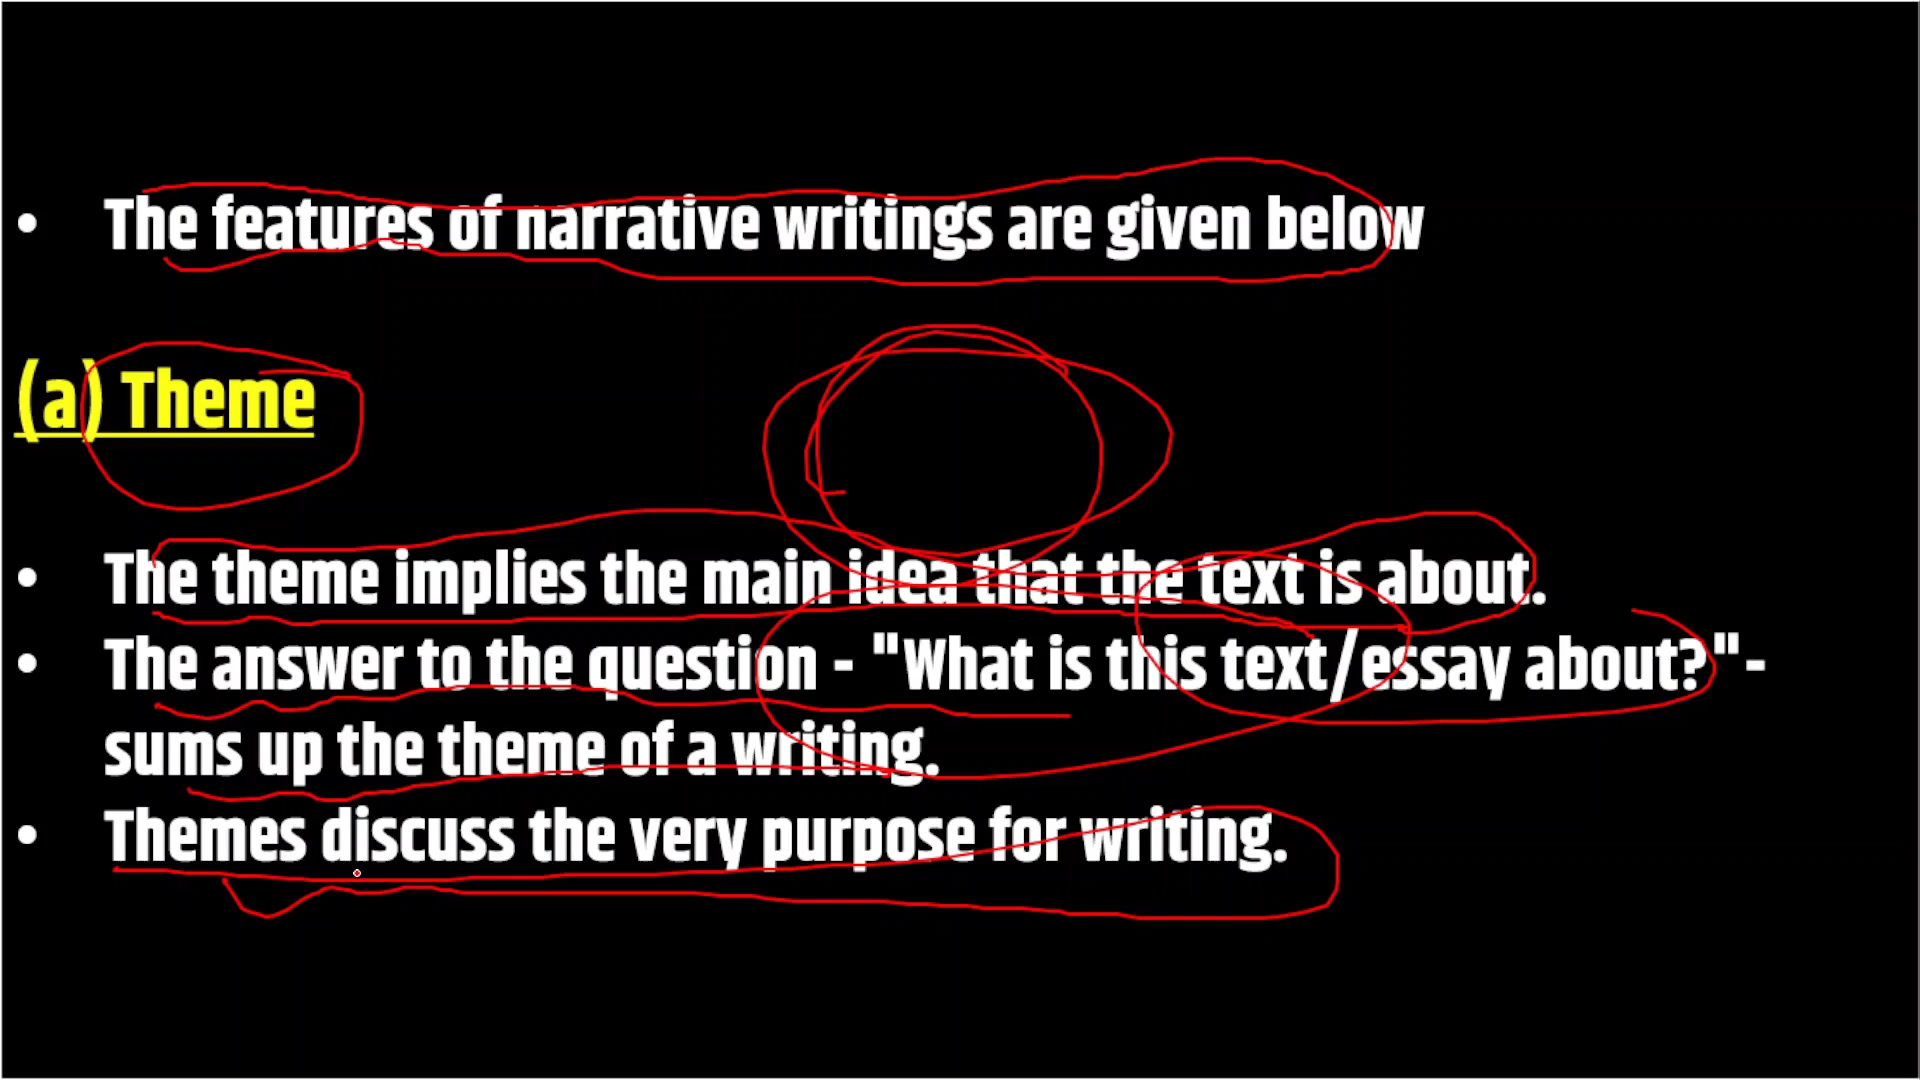 • The features of narrative writings are given below
(a) Theme
• The theme implies the main idea that the text is about.
• The answer to the question - "What is this text/essay about?"-
sums up the theme of a writing.
• Themes discuss the very purpose for writing.